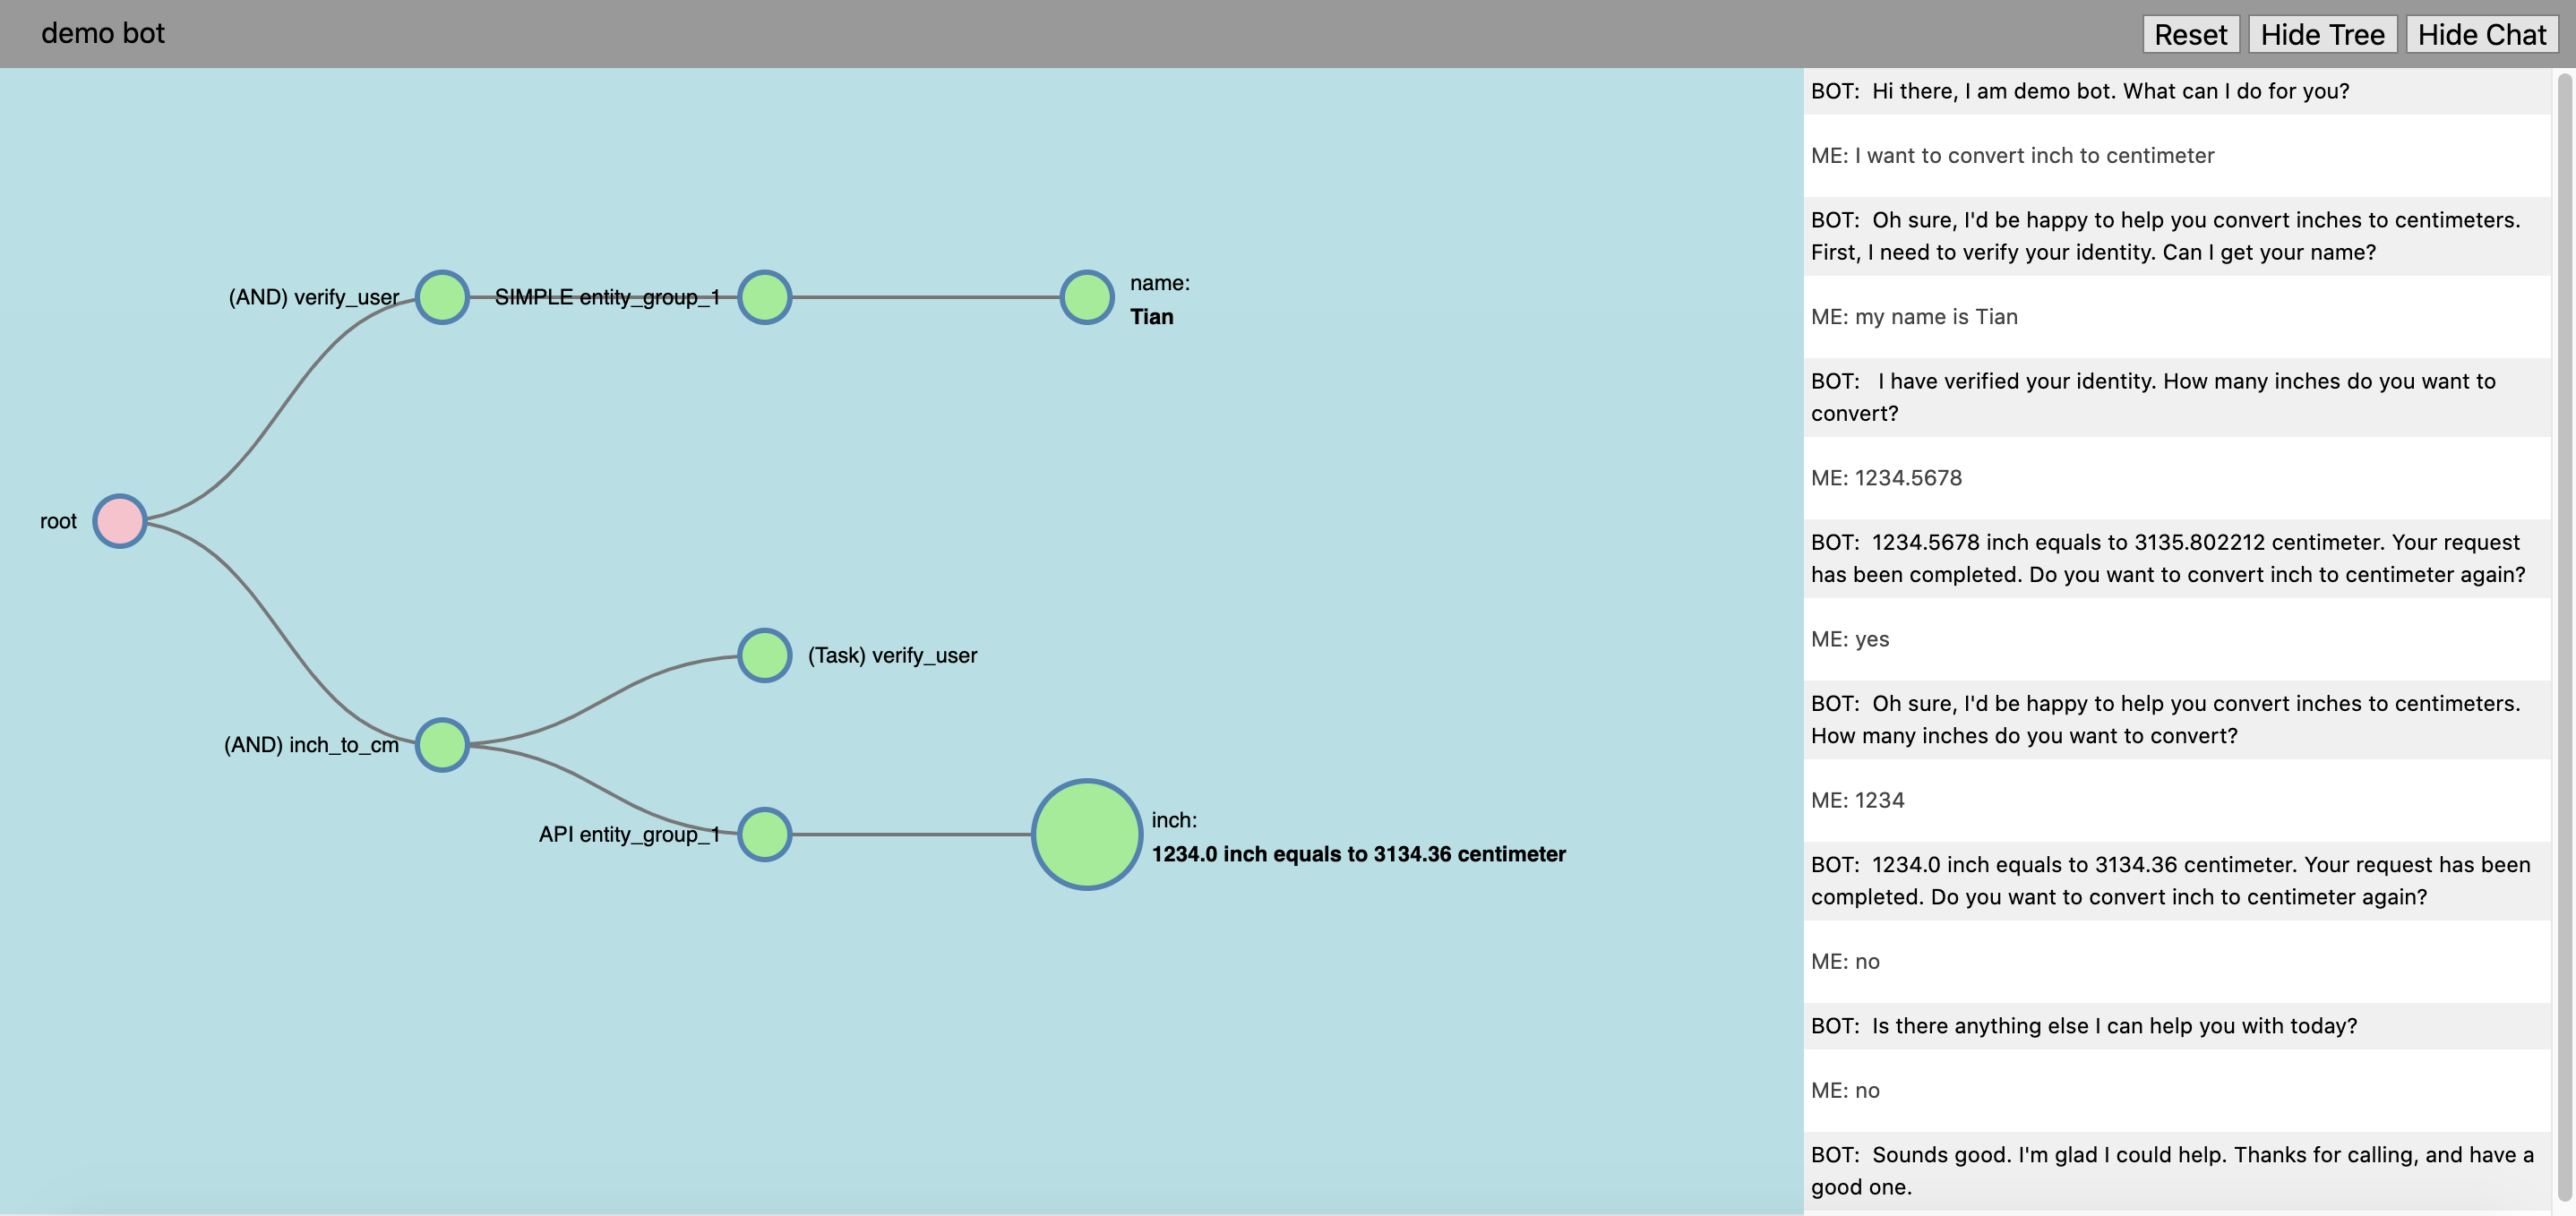 demo bot
Reset
Hide Tree
Hide Chat
(AND) verify_user
SIMPLE entity_group_1
name:
Tian
root
(Task) verify_user
(AND) inch_to_cm
API entity_group_1
inch:
1234.0 inch equals to 3134.36 centimeter
BOT: Hi there, I am demo bot. What can I do for you?
ME: I want to convert inch to centimeter
BOT: Oh sure, I'd be happy to help you convert inches to centimeters.
First, I need to verify your identity. Can I get your name?
ME: my name is Tian
BOT: I have verified your identity. How many inches do you want to
convert?
ME: 1234.5678
BOT: 1234.5678 inch equals to 3135.802212 centimeter. Your request
has been completed. Do you want to convert inch to centimeter again?
ME: yes
BOT: Oh sure, I'd be happy to help you convert inches to centimeters.
How many inches do you want to convert?
ME: 1234
BOT: 1234.0 inch equals to 3134.36 centimeter. Your request has been
completed. Do you want to convert inch to centimeter again?
ME: no
BOT: Is there anything else I can help you with today?
ME: no
BOT: Sounds good. I'm glad I could help. Thanks for calling, and have a
good one.